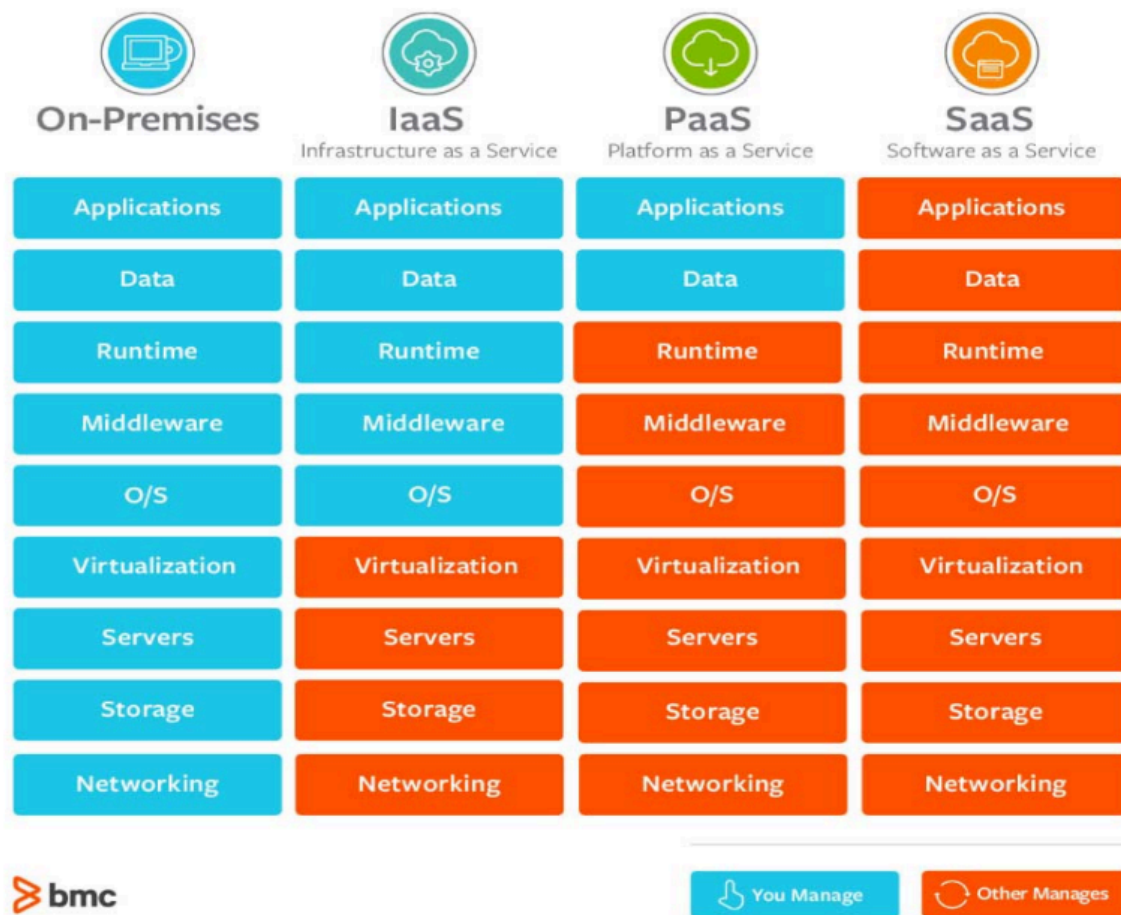 On-Premises IaaS PaaS SaaS
Infrastructure as a Service Platform as a Service Software as a Service
Applications Applications Applications Applications
Data Data Data Data
Runtime Runtime Runtime Runtime
Middleware Middleware Middleware Middleware
O/S O/S O/S O/S
Virtualization Virtualization Virtualization Virtualization
Servers Servers Servers Servers
Storage Storage Storage Storage
Networking Networking Networking Networking
bmc You Manage Other Manages